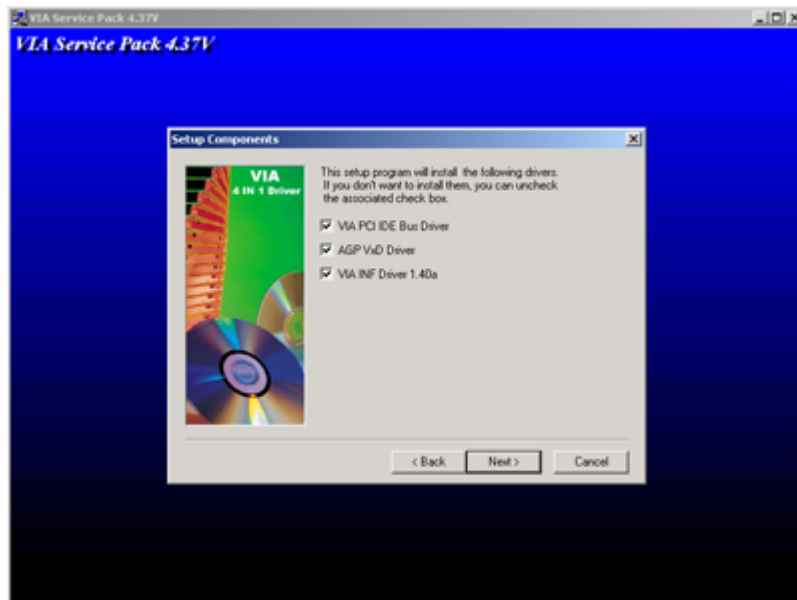 VIA Service Pack 4.37V
VIA Service Pack 4.37V
Setup Components
VIA
4 IN 1 Driver
This setup program will install the following drivers.
If you don't want to install them, you can uncheck
the associated check box.
VIA PCI IDE Bus Driver
AGP VxD Driver
VIA INF Driver 1.40a
< Back
Next >
Cancel